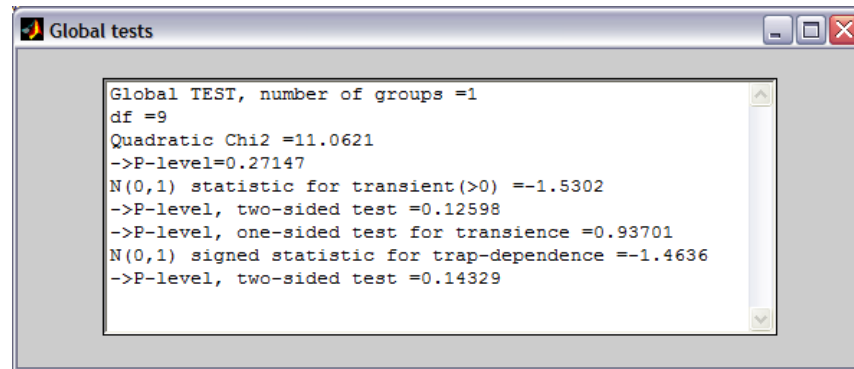 Global tests
Global TEST, number of groups =1
df =9
Quadratic Chi2 =11.0621
->P-level=0.27147
N(0,1) statistic for transient(>0) =-1.5302
->P-level, two-sided test =0.12598
->P-level, one-sided test for transience =0.93701
N(0,1) signed statistic for trap-dependence =-1.4636
->P-level, two-sided test =0.14329